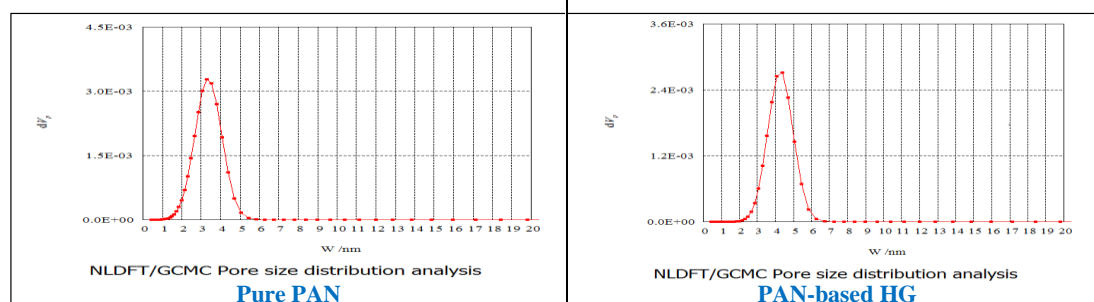 4.5E-03
3.0E-03
1.5E-03
0.0E+00
dVp
0 1 2 3 4 5 6 7 8 9 10 11 12 13 14 15 16 17 18 19 20
W /nm
NLDFT/GCMC Pore size distribution analysis
Pure PAN
3.6E-03
2.4E-03
1.2E-03
0.0E+00
dVp
0 1 2 3 4 5 6 7 8 9 10 11 12 13 14 15 16 17 18 19 20
W /nm
NLDFT/GCMC Pore size distribution analysis
PAN-based HG